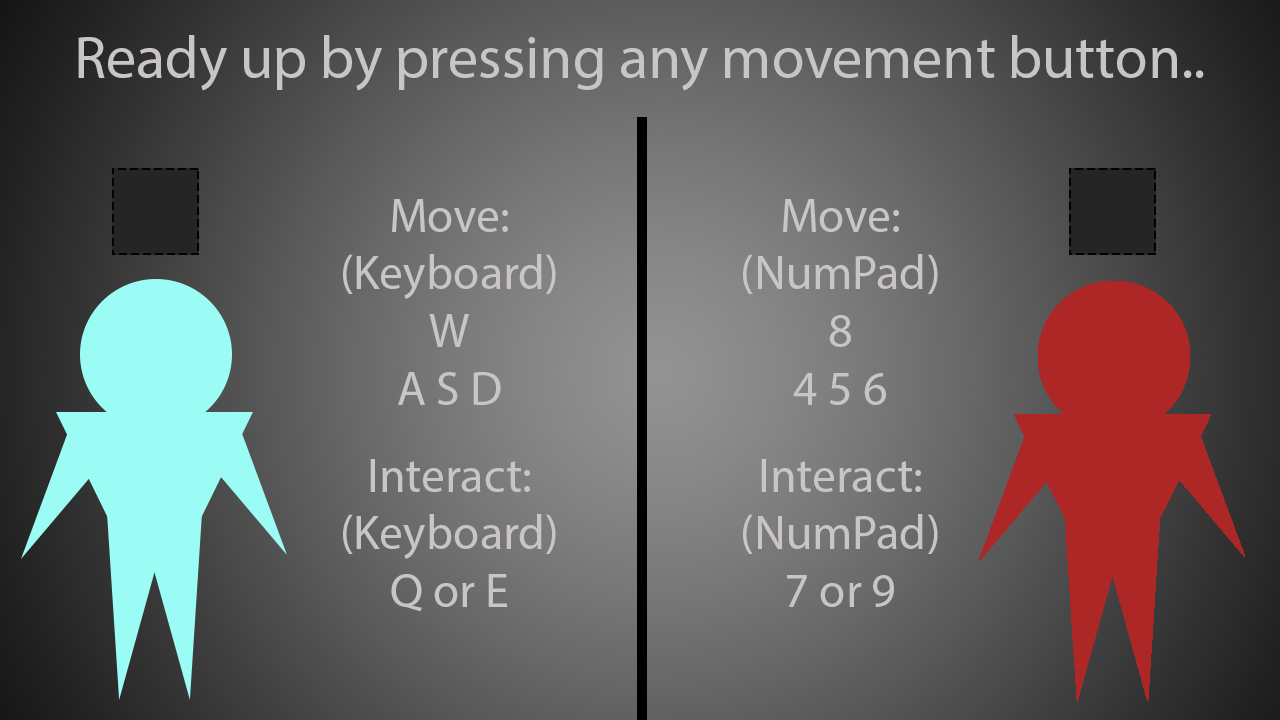 Ready up by pressing any movement button..
Move:
(Keyboard)
W
A S D
Interact:
(Keyboard)
Q or E
Move:
(NumPad)
8
4 5 6
Interact:
(NumPad)
7 or 9